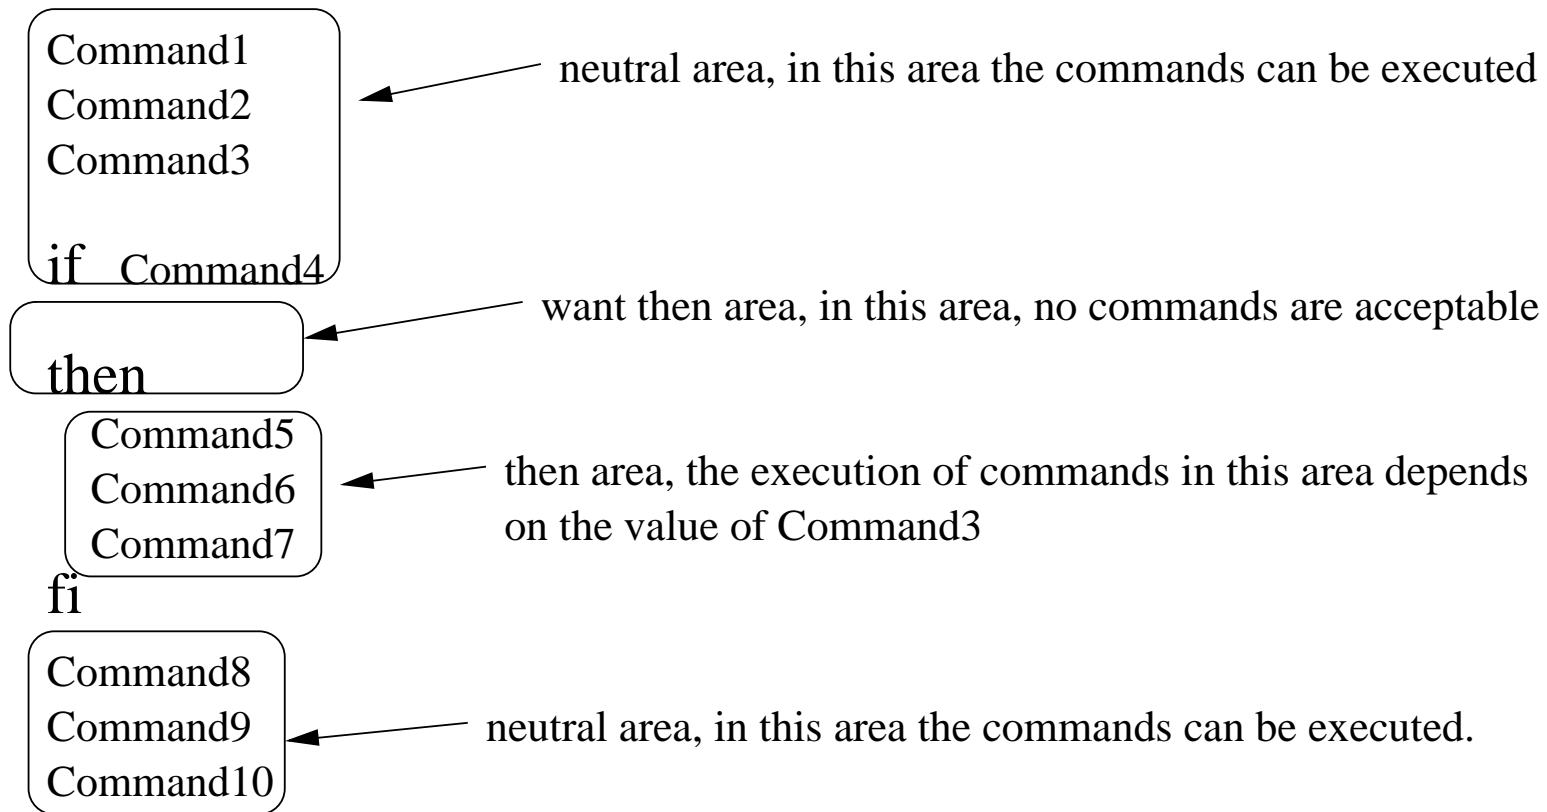 Command1
neutral area, in this area the commands can be executed
Command2
Command3
if Command4
want then area, in this area, no commands are acceptable
then
Command5
then area, the execution of commands in this area depends
Command6
on the value of Command3
Command7
fi
Command8
Command9
neutral area, in this area the commands can be executed.
Command10